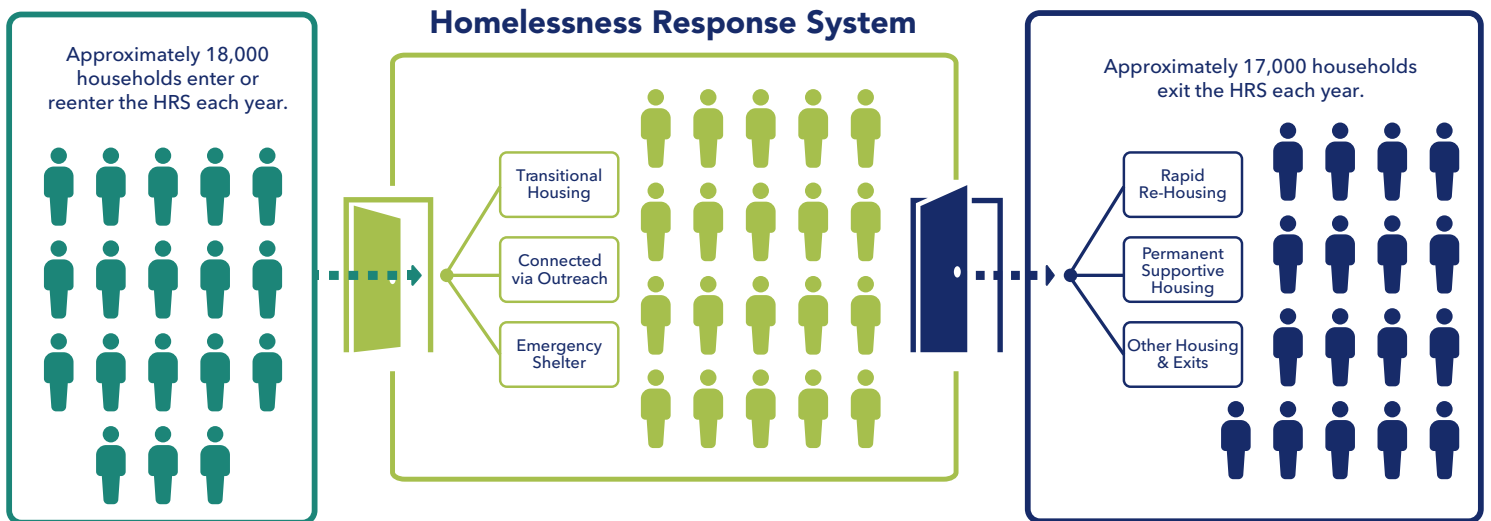 Homelessness Response System
Approximately 18,000
households enter or
reenter the HRS each year.
Transitional
Housing
Connected
via Outreach
Emergency
Shelter
Approximately 17,000 households
exit the HRS each year.
Rapid
Re-Housing
Permanent
Supportive
Housing
Other Housing
& Exits